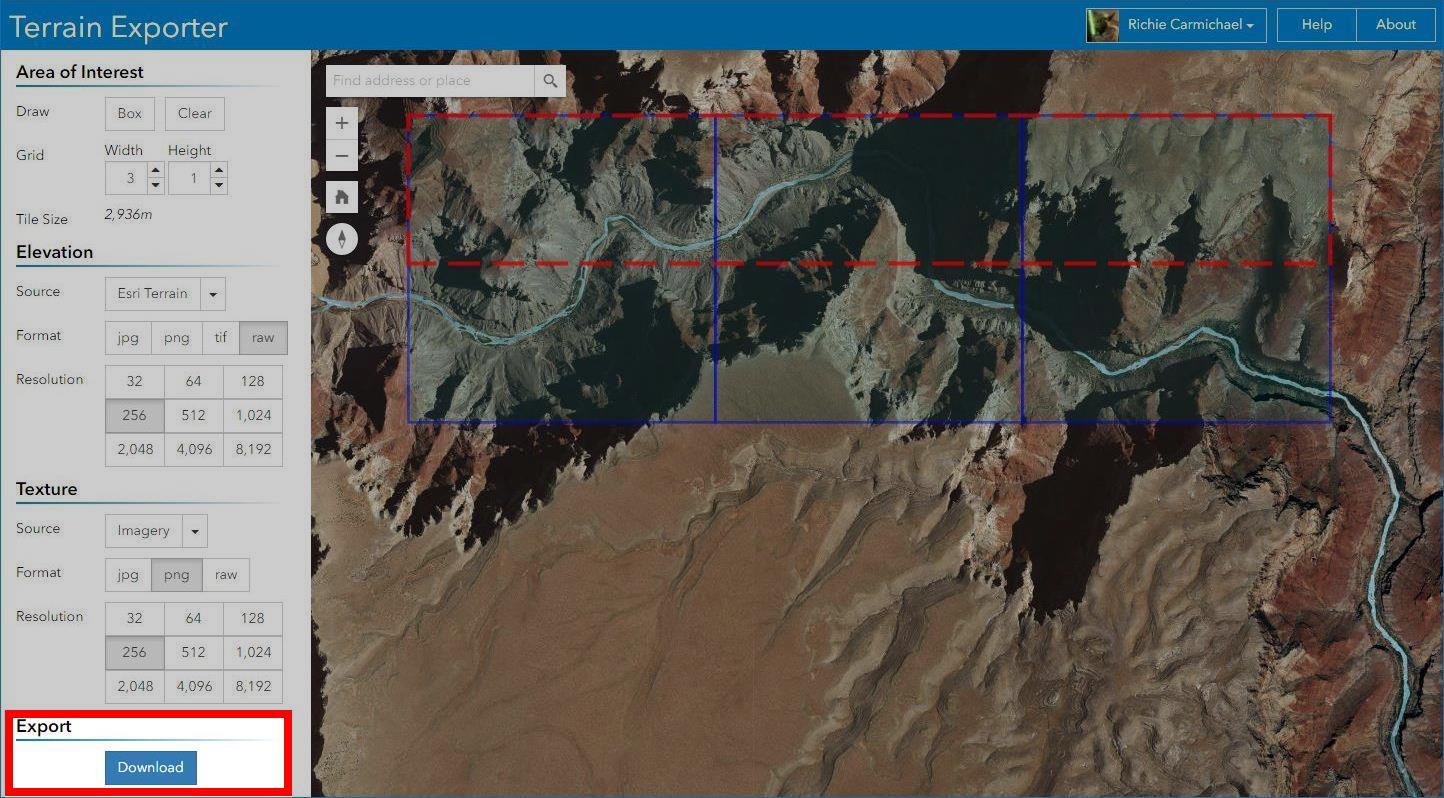 Terrain Exporter
Richie Carmichael
Help
About
Area of Interest
Draw
Box
Clear
Grid
Width
Height
3
1
Tile Size
2,936m
Elevation
Source
Esri Terrain
Format
jpg
png
tif
raw
Resolution
32
64
128
256
512
1,024
2,048
4,096
8,192
Texture
Source
Imagery
Format
jpg
png
raw
Resolution
32
64
128
256
512
1,024
2,048
4,096
8,192
Export
Download
Find address or place
+
−